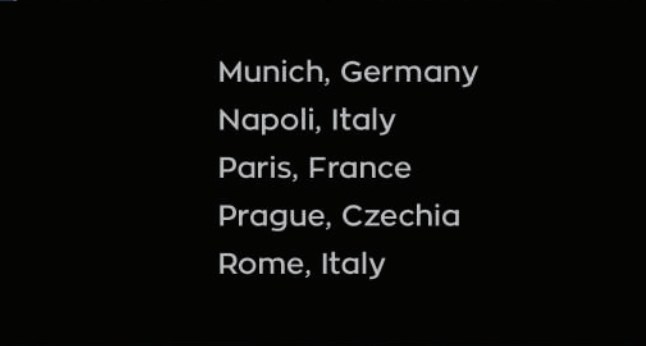 Munich, Germany
Napoli, Italy
Paris, France
Prague, Czechia
Rome, Italy